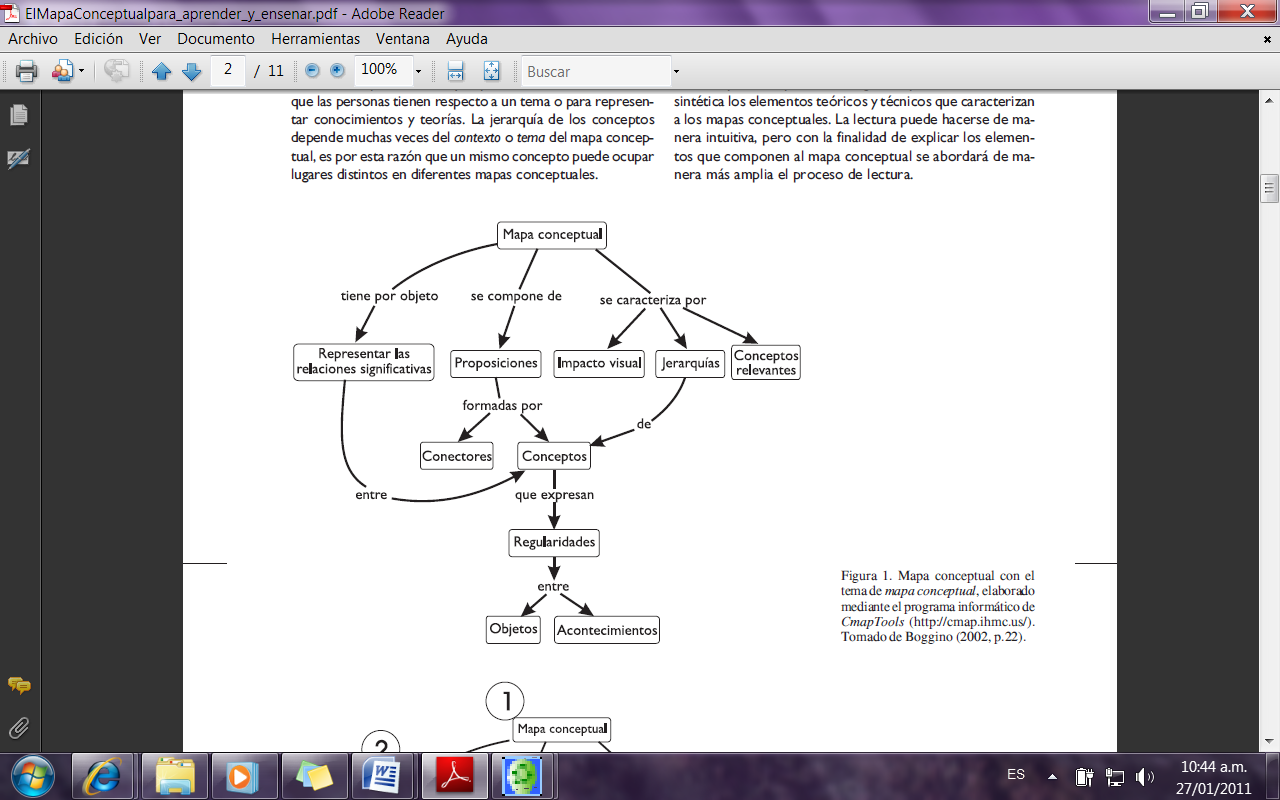 ElMapaConceptualpara_aprender_y_ensenar.pdf - Adobe Reader
Archivo Edición Ver Documento Herramientas Ventana Ayuda
2 / 11 100% Buscar
que las personas tienen respecto a un tema o para represen-
tar conocimientos y teorías. La jerarquía de los conceptos
depende muchas veces del contexto o tema del mapa concep-
tual, es por esta razón que un mismo concepto puede ocupar
lugares distintos en diferentes mapas conceptuales.
sintética los elementos teóricos y técnicos que caracterizan
a los mapas conceptuales. La lectura puede hacerse de ma-
nera intuitiva, pero con la finalidad de explicar los elemen-
tos que componen al mapa conceptual se abordará de ma-
nera más amplia el proceso de lectura.
Mapa conceptual
tiene por objeto
se compone de
se caracteriza por
Representar las
relaciones significativas
Proposiciones
Impacto visual
Jerarquías
Conceptos
relevantes
formadas por
de
Conectores
Conceptos
entre
que expresan
Regularidades
entre
Objetos
Acontecimientos
Figura 1. Mapa conceptual con el
tema de mapa conceptual, elaborado
mediante el programa informático de
CmapTools (http://cmap.ihmc.us/).
Tomado de Boggino (2002, p.22).
1
Mapa conceptual
2
ES
10:44 a.m.
27/01/2011